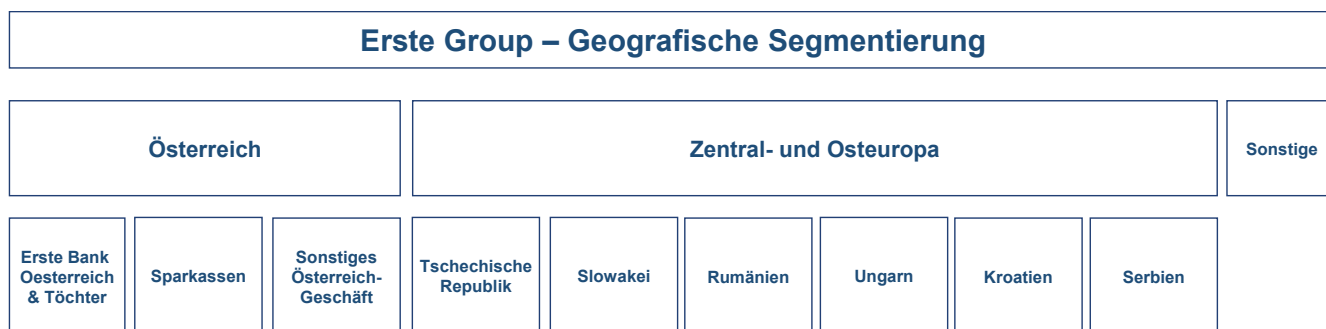 Erste Group – Geografische Segmentierung
Österreich
Zentral- und Osteuropa
Sonstige
Erste Bank
Oesterreich
& Töchter
Sparkassen
Sonstiges
Österreich-
Geschäft
Tschechische
Republik
Slowakei
Rumänien
Ungarn
Kroatien
Serbien